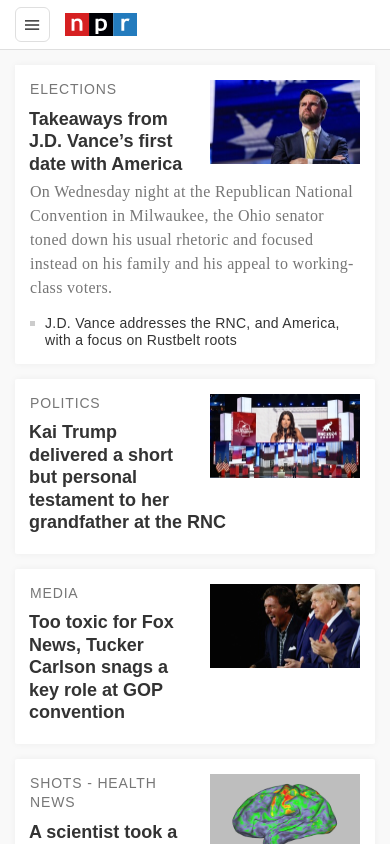 npr
ELECTIONS
Takeaways from
J.D. Vance’s first
date with America
On Wednesday night at the Republican National
Convention in Milwaukee, the Ohio senator
toned down his usual rhetoric and focused
instead on his family and his appeal to working-
class voters.
J.D. Vance addresses the RNC, and America,
with a focus on Rustbelt roots
POLITICS
Kai Trump
delivered a short
but personal
testament to her
grandfather at the RNC
MEDIA
Too toxic for Fox
News, Tucker
Carlson snags a
key role at GOP
convention
SHOTS - HEALTH
NEWS
A scientist took a